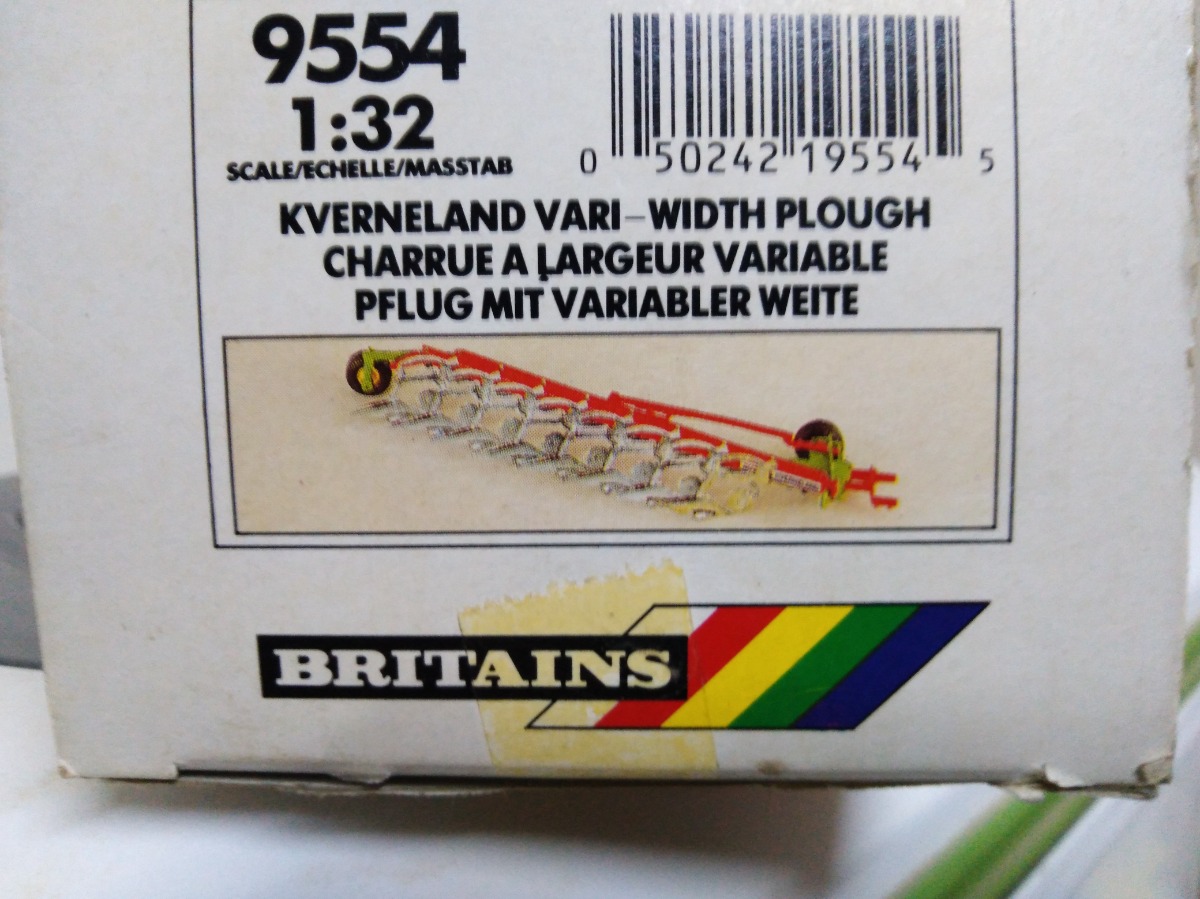 9554
1:32
SCALE/ECHELLE/MASSTAB
0 50242 19554 5
KVERNELAND VARI-WIDTH PLOUGH
CHARRUE A LARGEUR VARIABLE
PFLUG MIT VARIABLER WEITE
BRITAINS